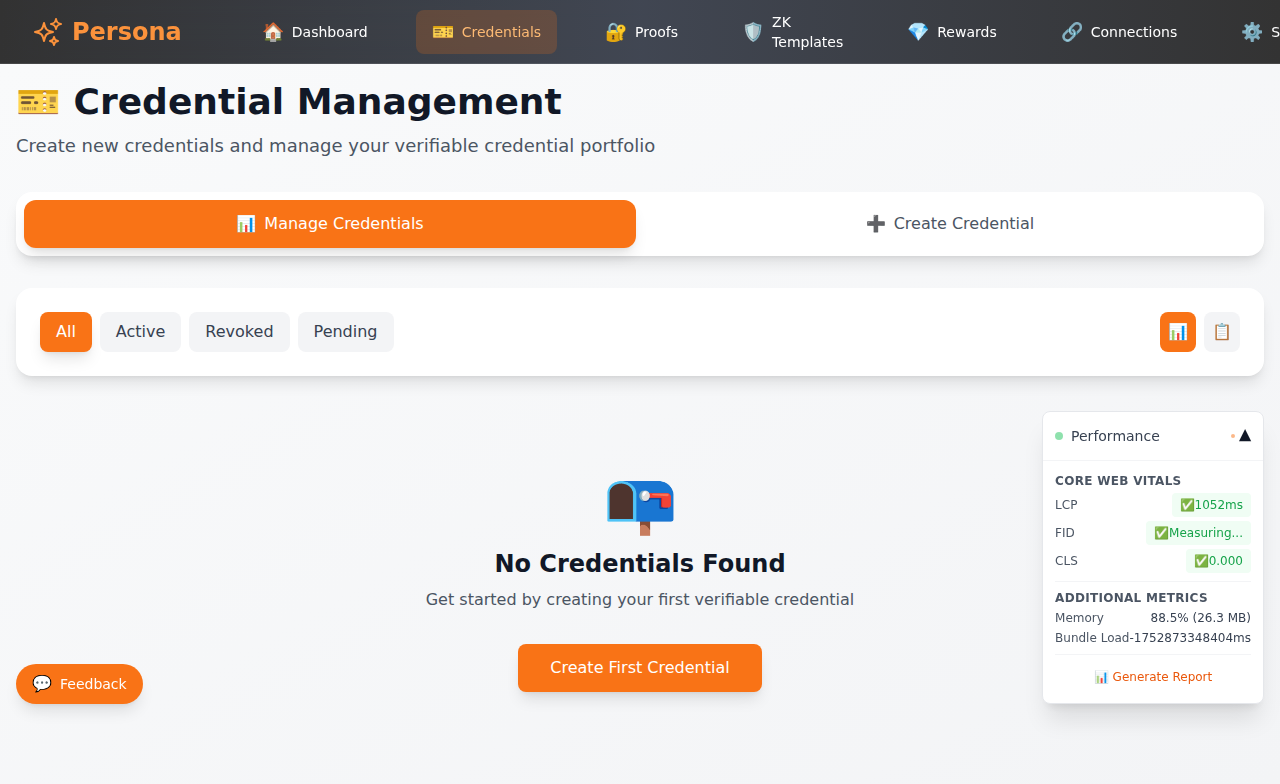 Persona
Dashboard
Credentials
Proofs
ZK
Templates
Rewards
Connections
S
Credential Management
Create new credentials and manage your verifiable credential portfolio
Manage Credentials
Create Credential
All
Active
Revoked
Pending
Performance
CORE WEB VITALS
LCP ✅1052ms
FID ✅Measuring...
CLS ✅0.000
ADDITIONAL METRICS
Memory 88.5% (26.3 MB)
Bundle Load-1752873348404ms
Generate Report
No Credentials Found
Get started by creating your first verifiable credential
Create First Credential
Feedback